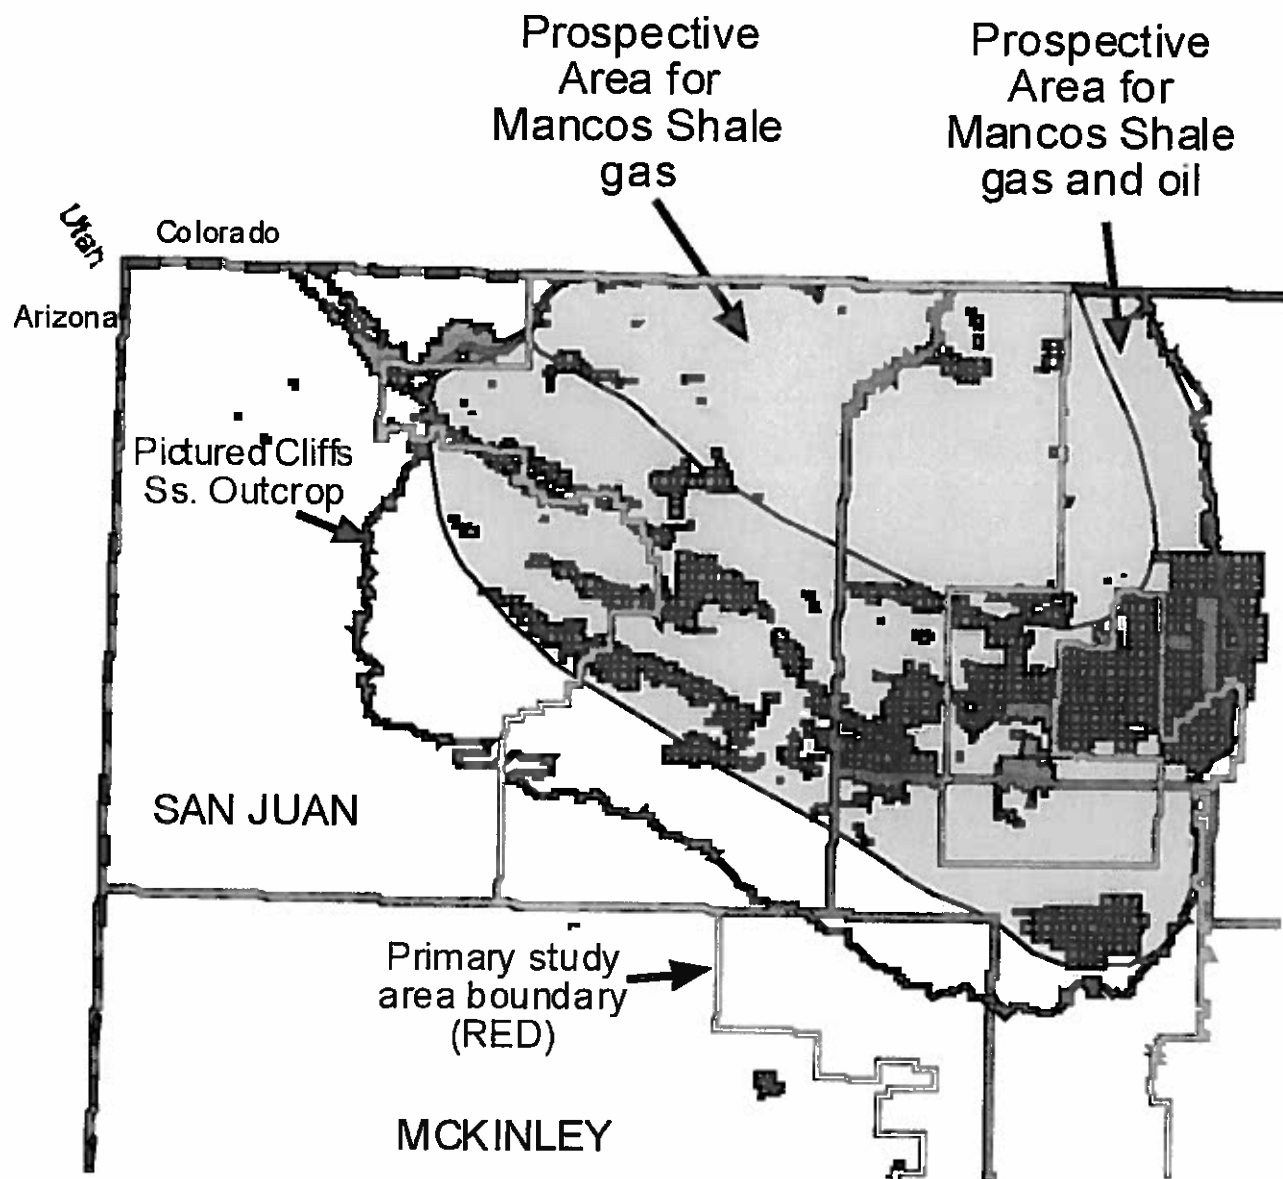 Prospective
Area for
Mancos Shale
gas
Prospective
Area for
Mancos Shale
gas and oil
Utah
Colorado
Arizona
Pictured Cliffs
Ss. Outcrop
SAN JUAN
Primary study
area boundary
(RED)
MCKINLEY